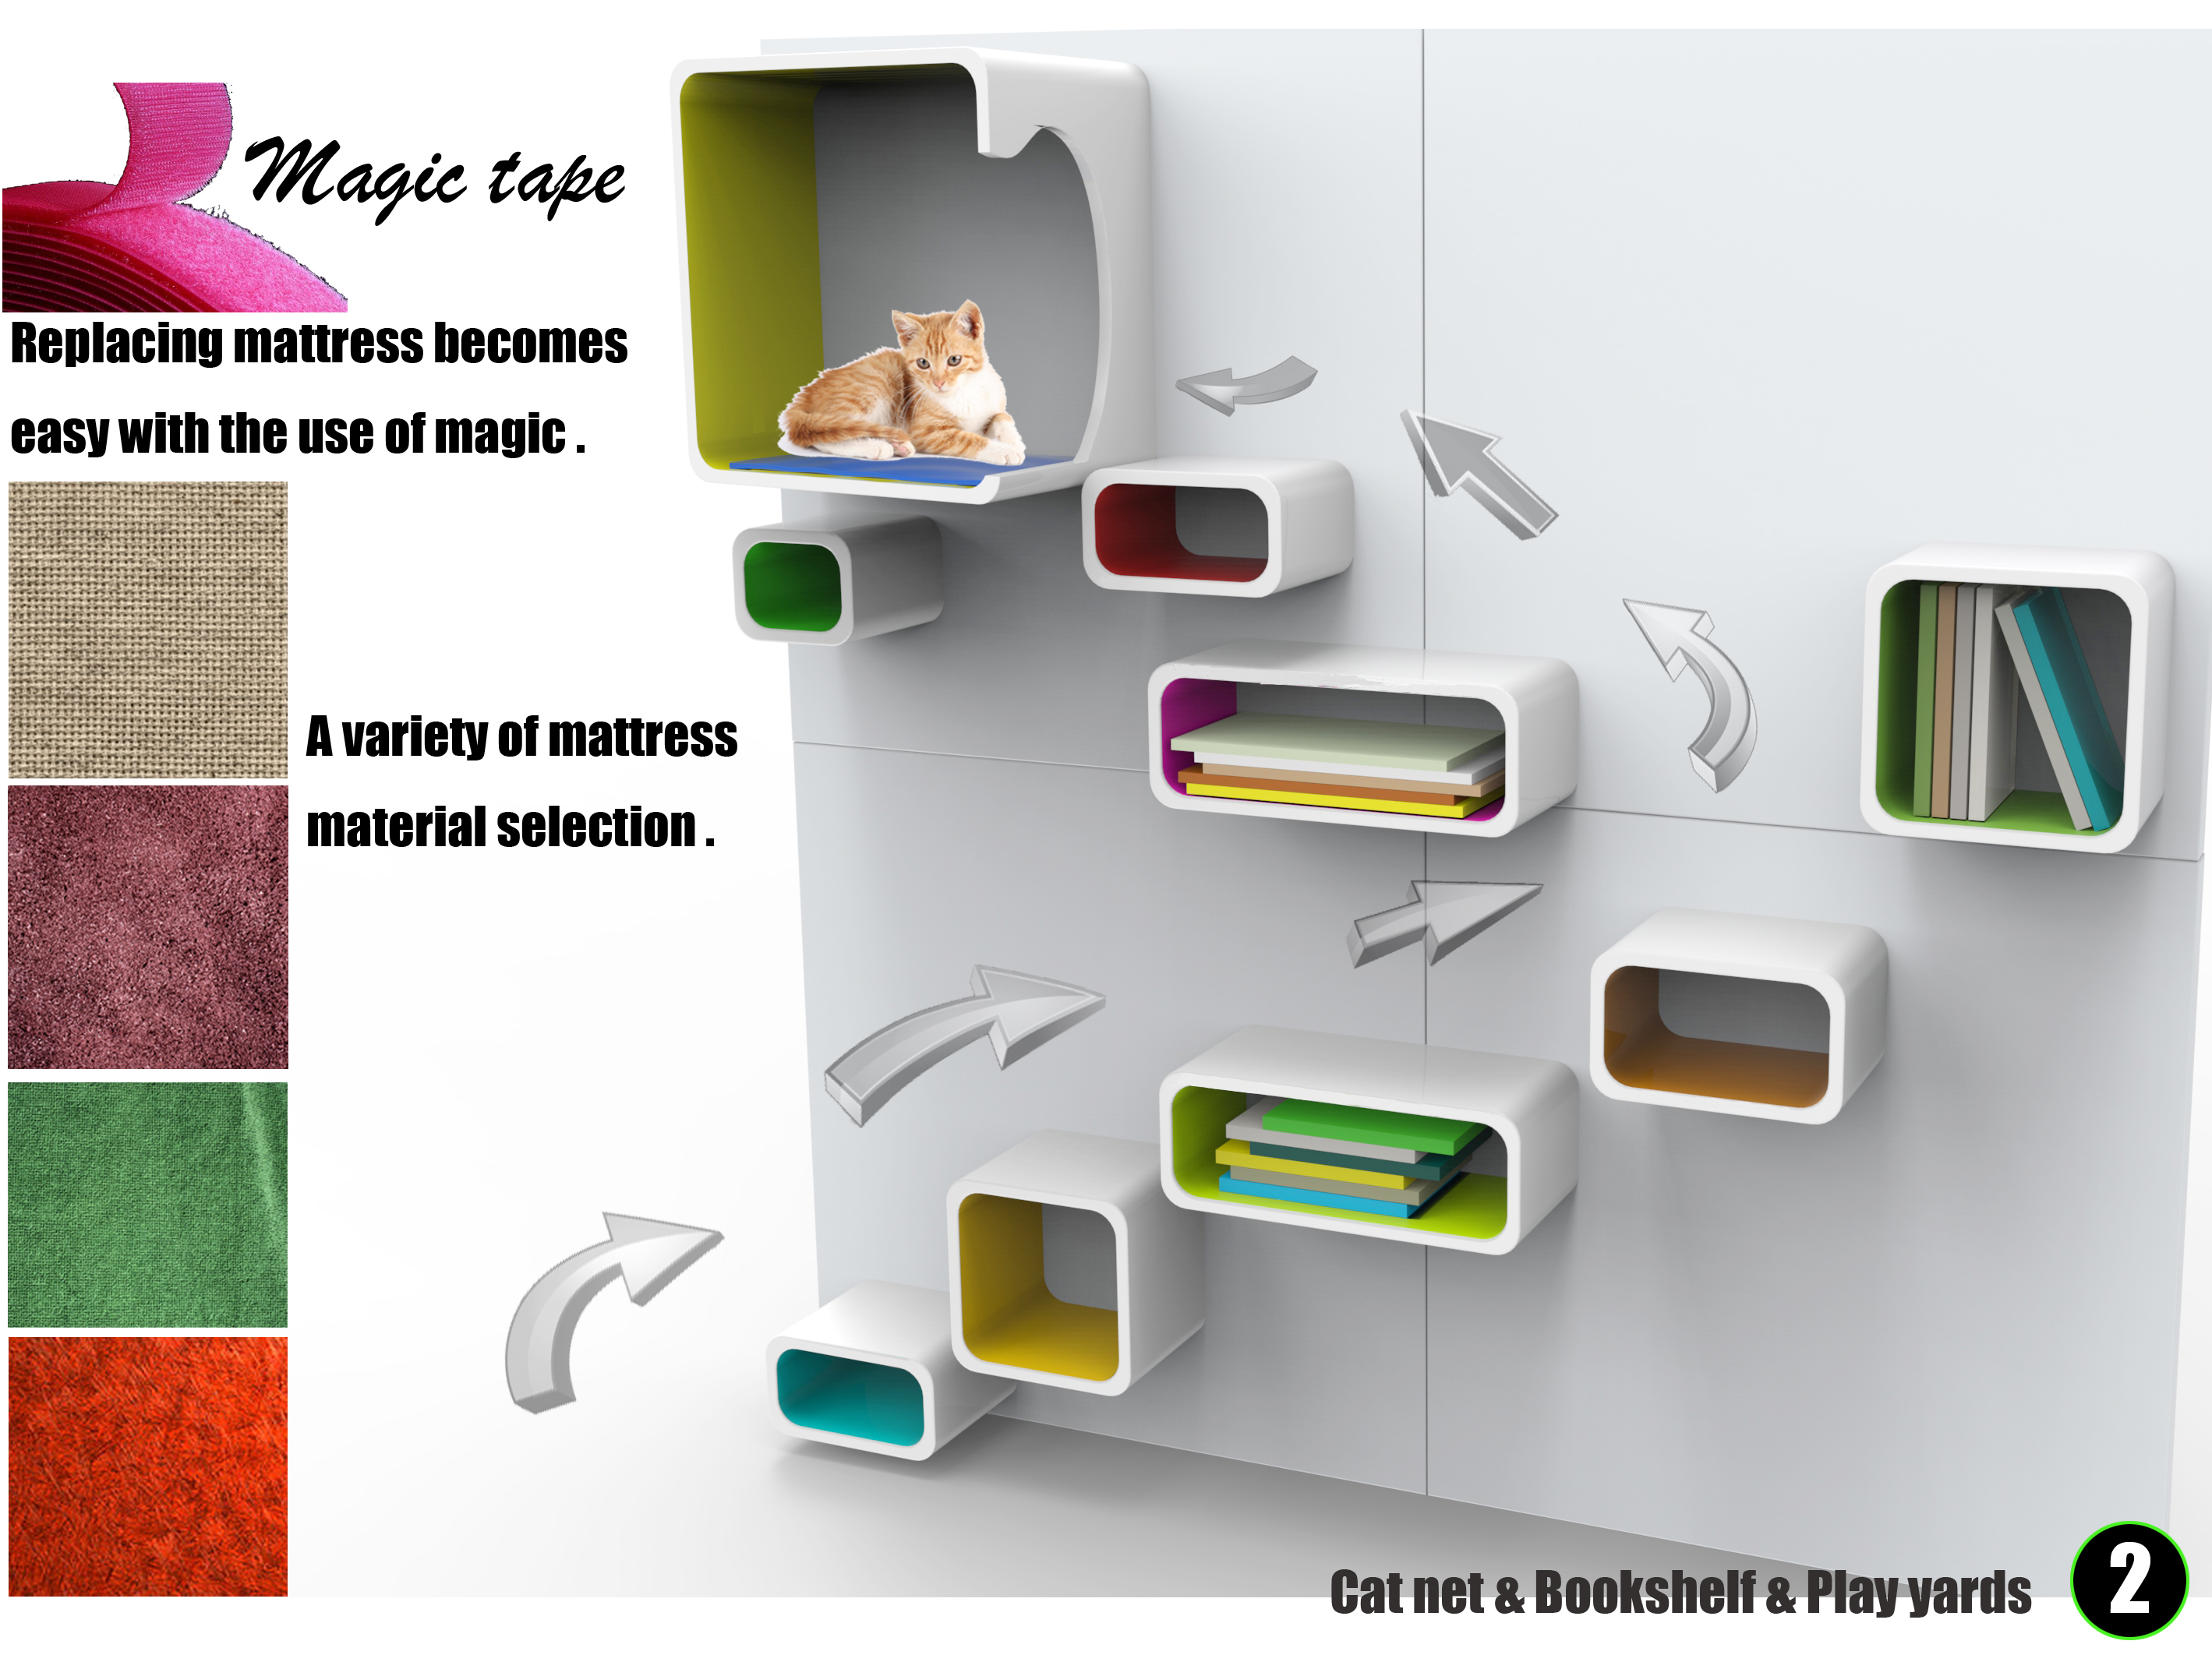 Magic tape
Replacing mattress becomes
easy with the use of magic .
A variety of mattress
material selection .
Cat net & Bookshelf & Play yards
2